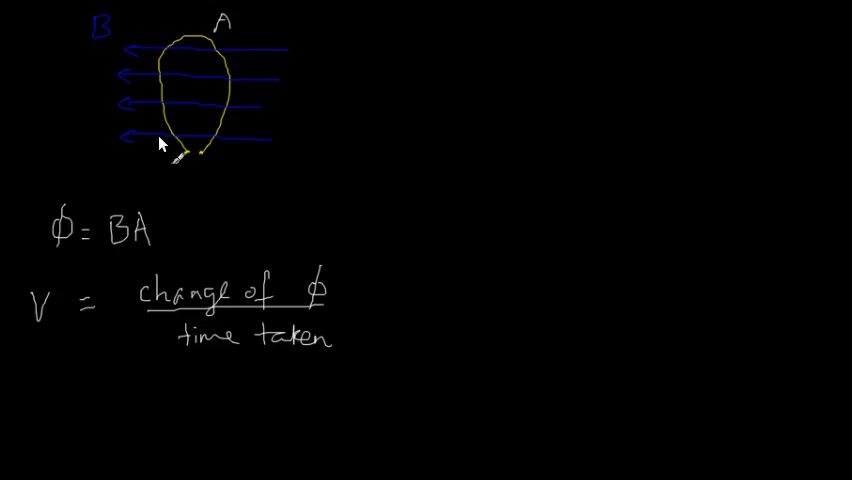 B A
ϕ = BA
V = change of ϕ
time taken